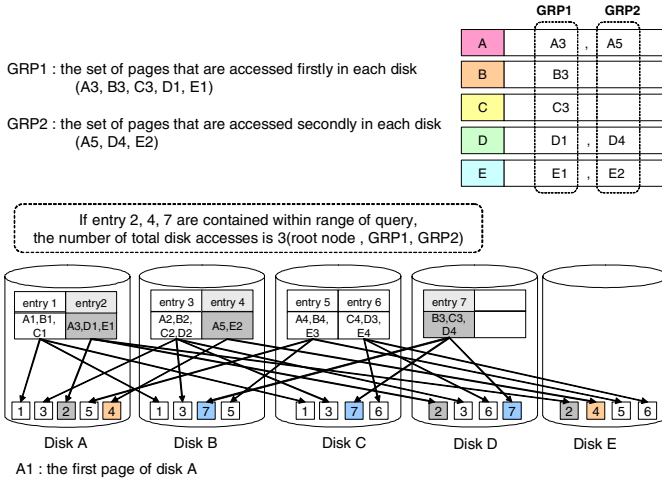 GRP1 GRP2
A A3 , A5
GRP1 : the set of pages that are accessed firstly in each disk
(A3, B3, C3, D1, E1)
B B3
C C3
GRP2 : the set of pages that are accessed secondly in each disk
(A5, D4, E2)
D D1 , D4
E E1 , E2
If entry 2, 4, 7 are contained within range of query,
the number of total disk accesses is 3(root node , GRP1, GRP2)
entry 1 entry2 entry 3 entry 4 entry 5 entry 6 entry 7
A1,B1, C1 A3,D1,E1 A2,B2, C2,D2 A5,E2 A4,B4, E3 C4,D3, E4 B3,C3, D4
1 3 2 5 4 1 3 7 5 1 3 7 6 2 3 6 7 2 4 5 6
Disk A Disk B Disk C Disk D Disk E
A1 : the first page of disk A